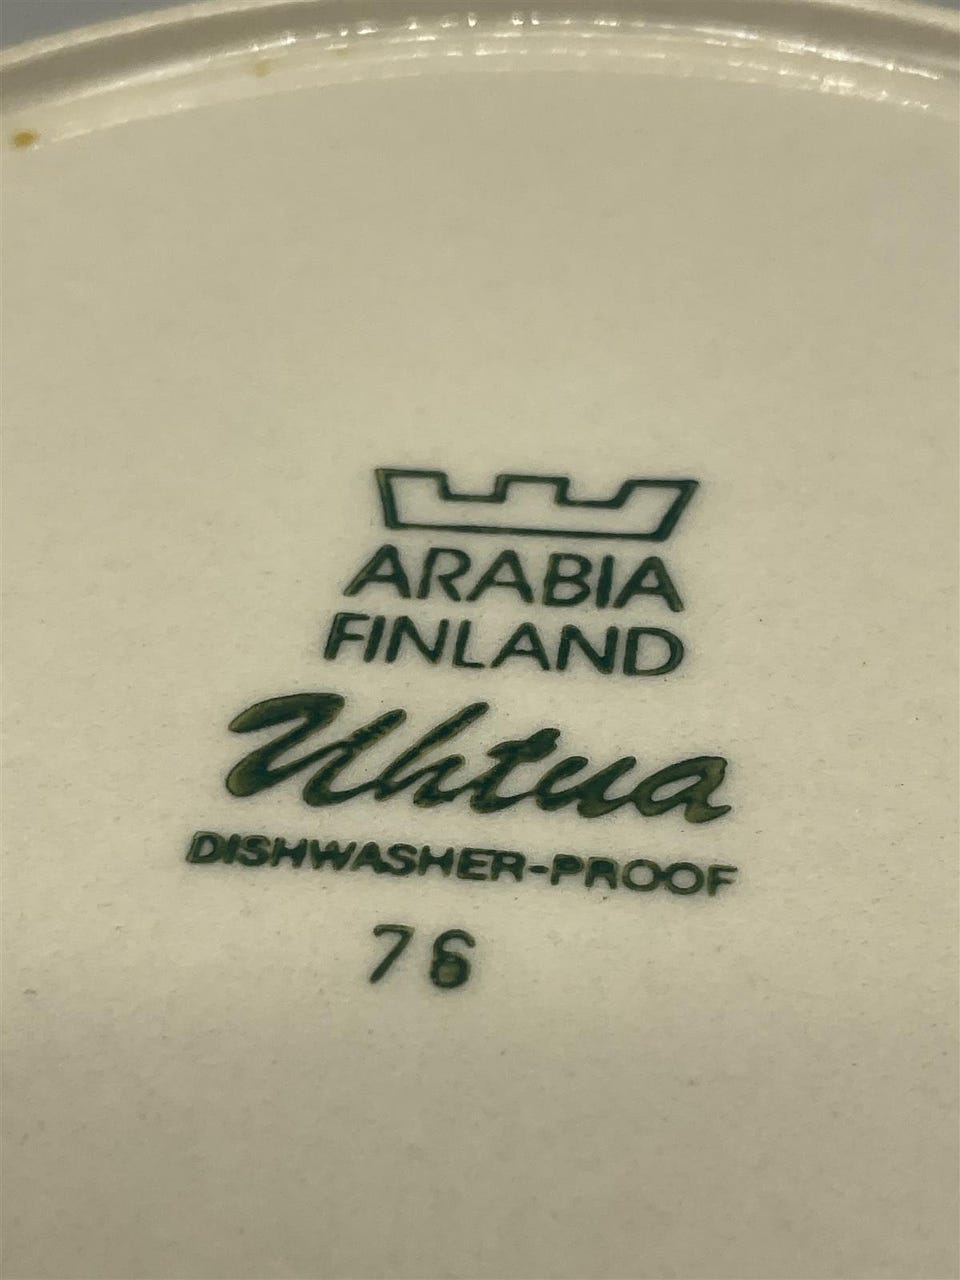 ARABIA
FINLAND
Uhtua
DISHWASHER-PROOF
76